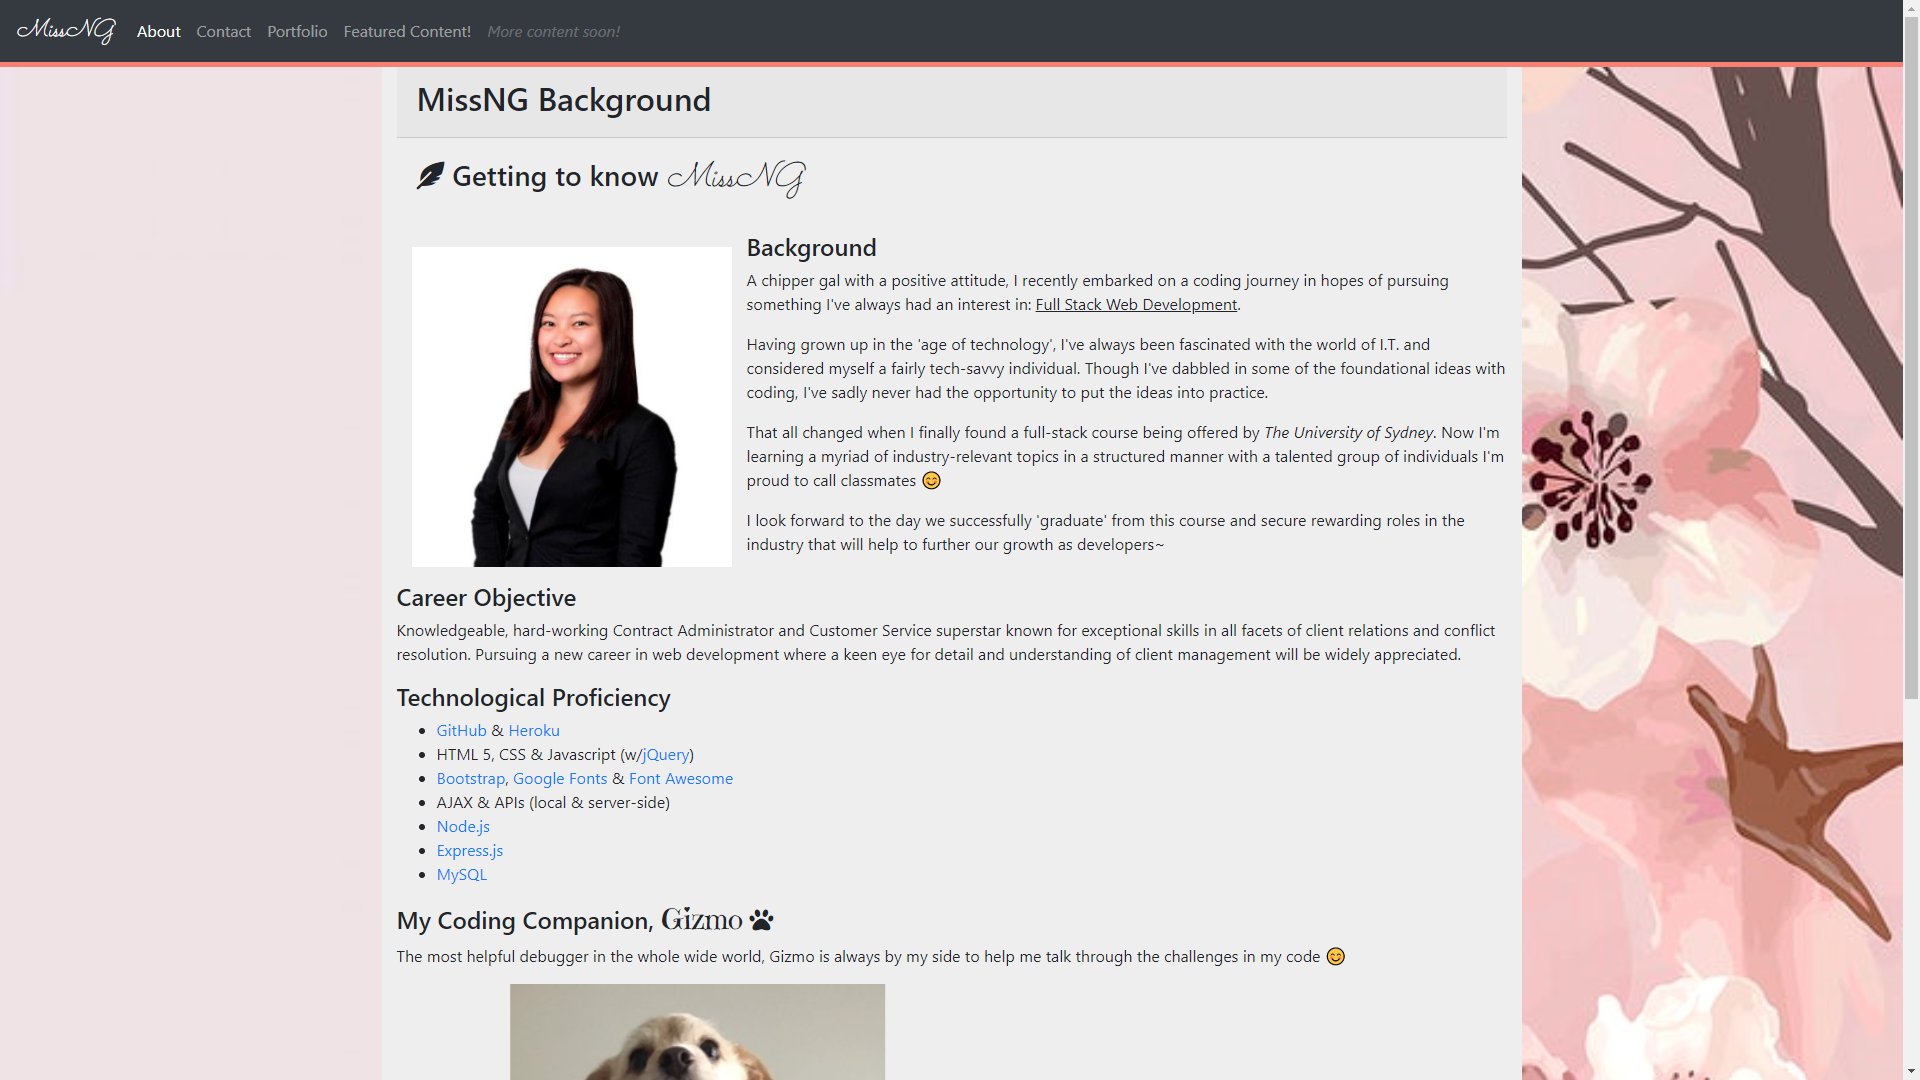 MissNG About Contact Portfolio Featured Content! More content soon!
MissNG Background
Getting to know MissNG
Background
A chipper gal with a positive attitude, I recently embarked on a coding journey in hopes of pursuing
something I've always had an interest in: Full Stack Web Development.
Having grown up in the 'age of technology', I've always been fascinated with the world of I.T. and
considered myself a fairly tech-savvy individual. Though I've dabbled in some of the foundational ideas with
coding, I've sadly never had the opportunity to put the ideas into practice.
That all changed when I finally found a full-stack course being offered by The University of Sydney. Now I'm
learning a myriad of industry-relevant topics in a structured manner with a talented group of individuals I'm
proud to call classmates 😊
I look forward to the day we successfully 'graduate' from this course and secure rewarding roles in the
industry that will help to further our growth as developers~
Career Objective
Knowledgeable, hard-working Contract Administrator and Customer Service superstar known for exceptional skills in all facets of client relations and conflict
resolution. Pursuing a new career in web development where a keen eye for detail and understanding of client management will be widely appreciated.
Technological Proficiency
• GitHub & Heroku
• HTML 5, CSS & Javascript (w/jQuery)
• Bootstrap, Google Fonts & Font Awesome
• AJAX & APIs (local & server-side)
• Node.js
• Express.js
• MySQL
My Coding Companion, Gizmo
The most helpful debugger in the whole wide world, Gizmo is always by my side to help me talk through the challenges in my code 😊